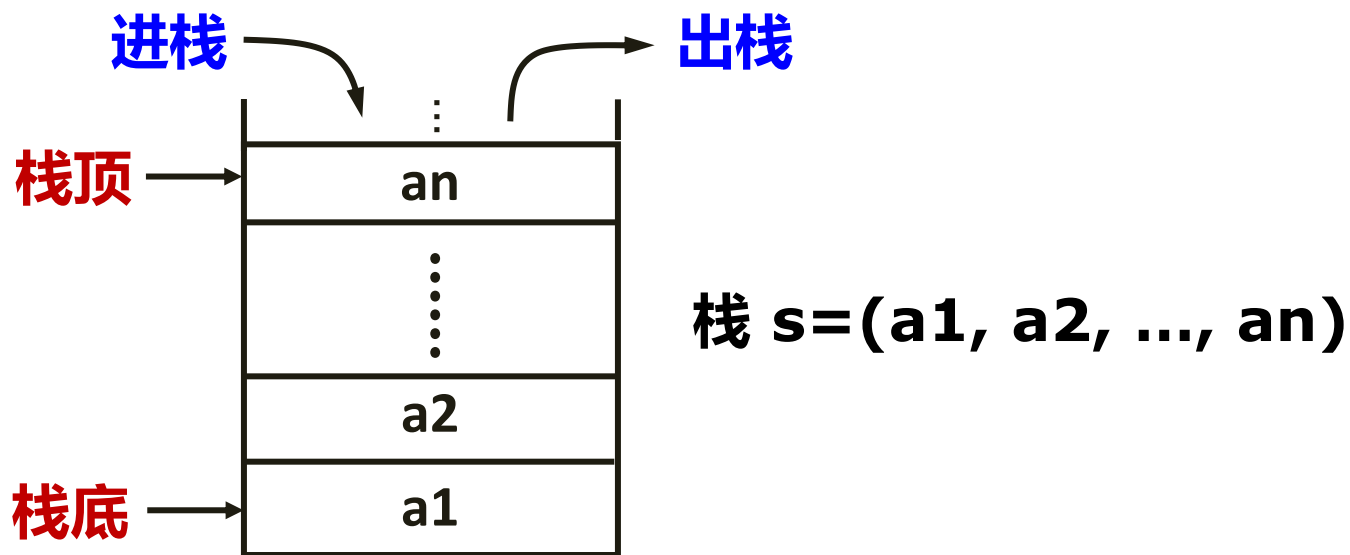 进栈
出栈
栈顶
an
栈 s=(a1, a2, ..., an)
a2
栈底
a1